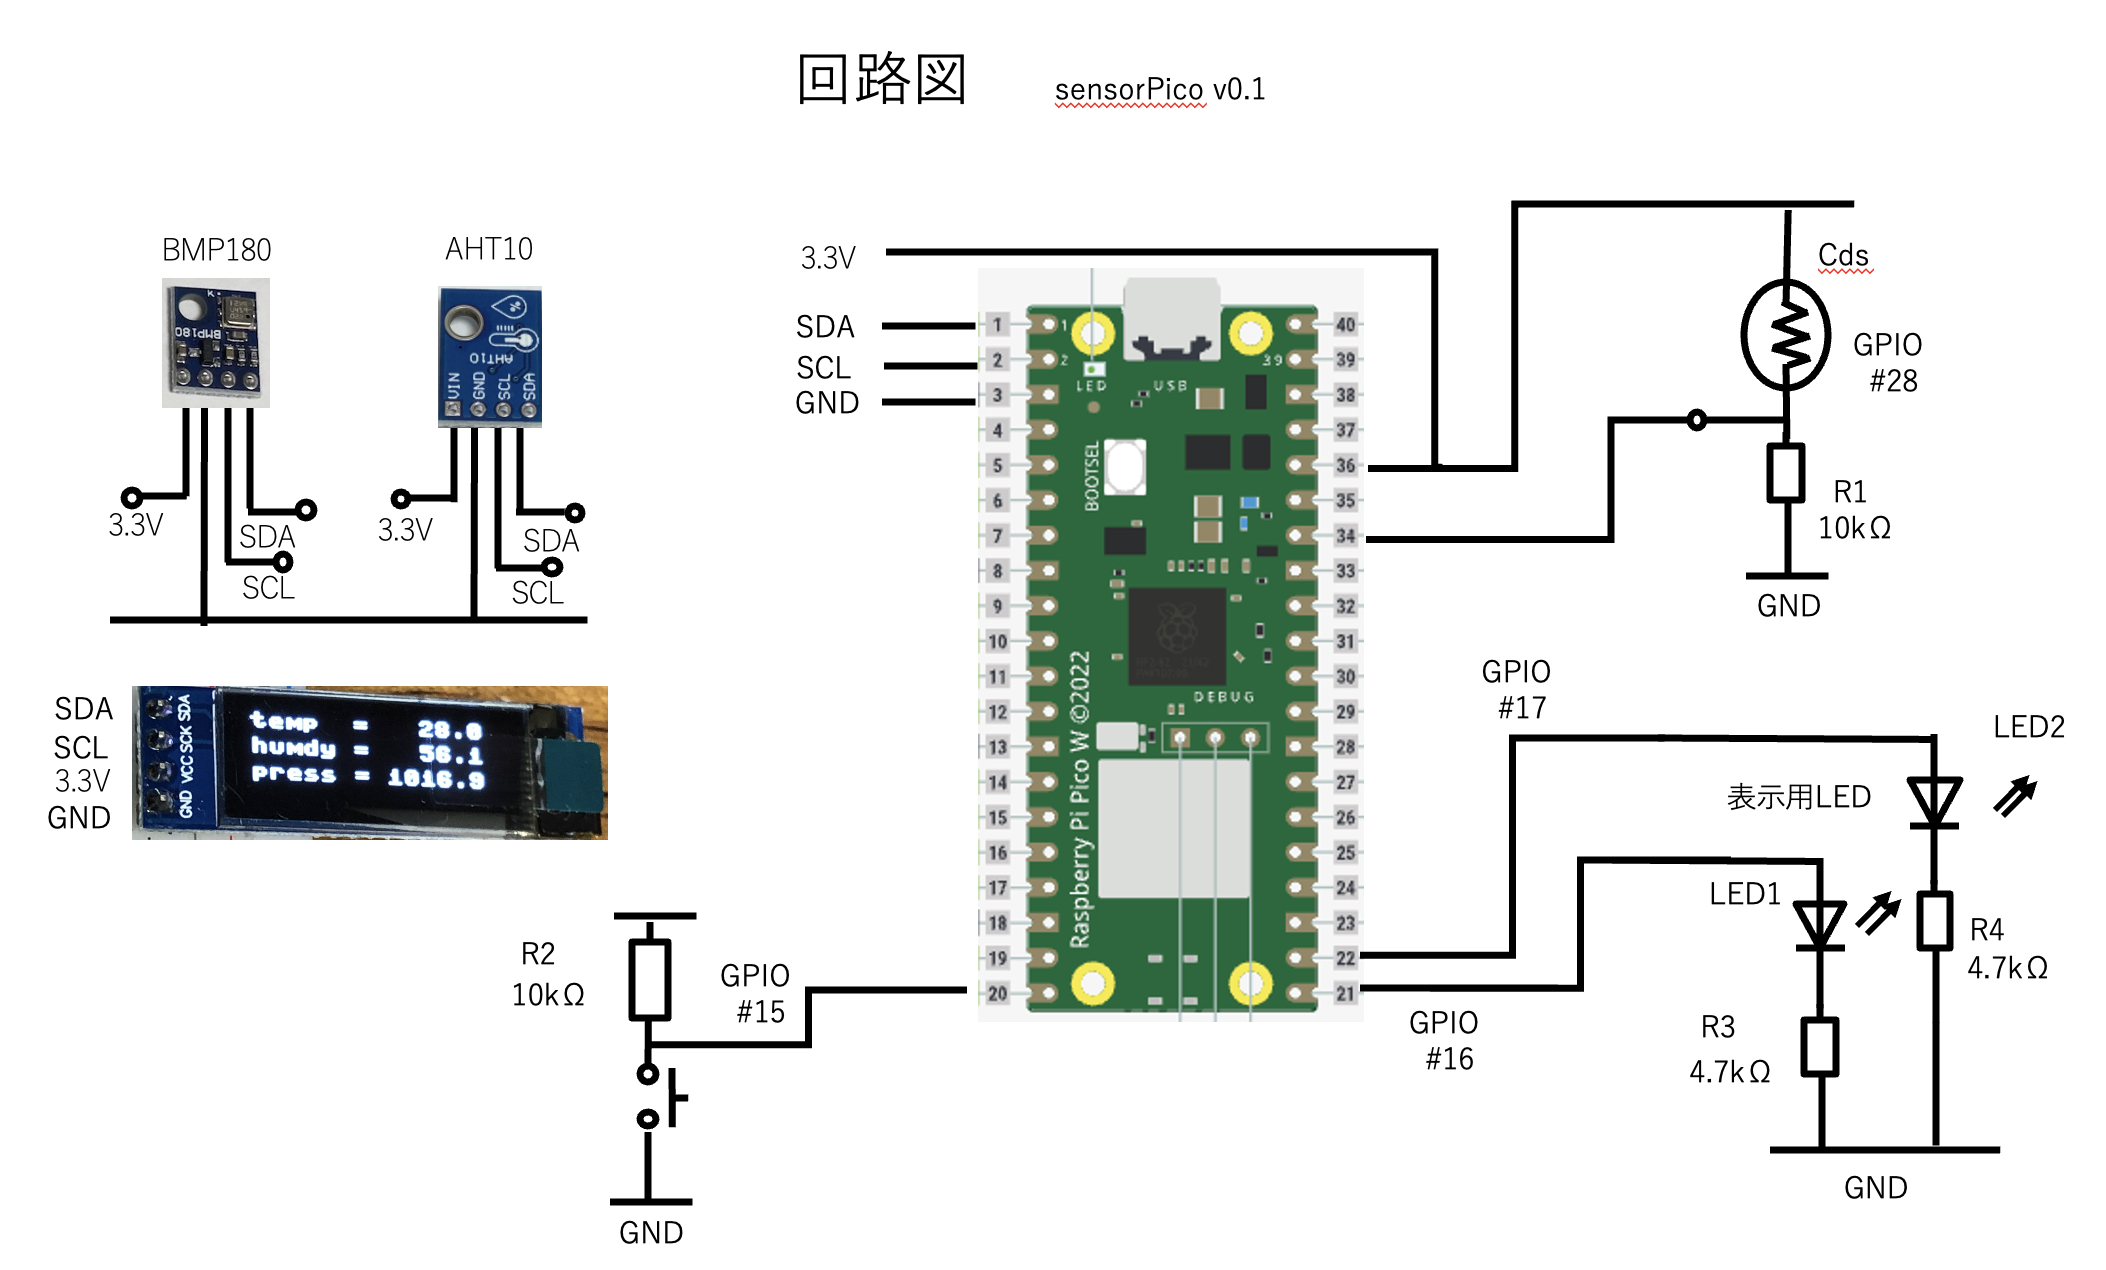 回路図 sensorPico v0.1
BMP180
AHT10
BMP180
AHT10
%
VIN
GND
SCL
SDA
3.3V
SDA
SCL
3.3V
SDA
SCL
SDA
SCL
3.3V
GND
GND VCC SCK SDA
temp = 28.0
humdy = 56.1
press = 1016.9
3.3V
SDA
SCL
GND
1
2
3
4
5
6
7
8
9
10
11
12
13
14
15
16
17
18
19
20
1
2
39
LED
USB
BOOTSEL
DEBUG
Raspberry Pi Pico W ©2022
40
39
38
37
36
35
34
33
32
31
30
29
28
27
26
25
24
23
22
21
Cds
GPIO
#28
R1
10kΩ
GND
GPIO
#17
LED2
表示用LED
LED1
R4
4.7kΩ
GPIO
#16
R3
4.7kΩ
GND
R2
10kΩ
GPIO
#15
GND